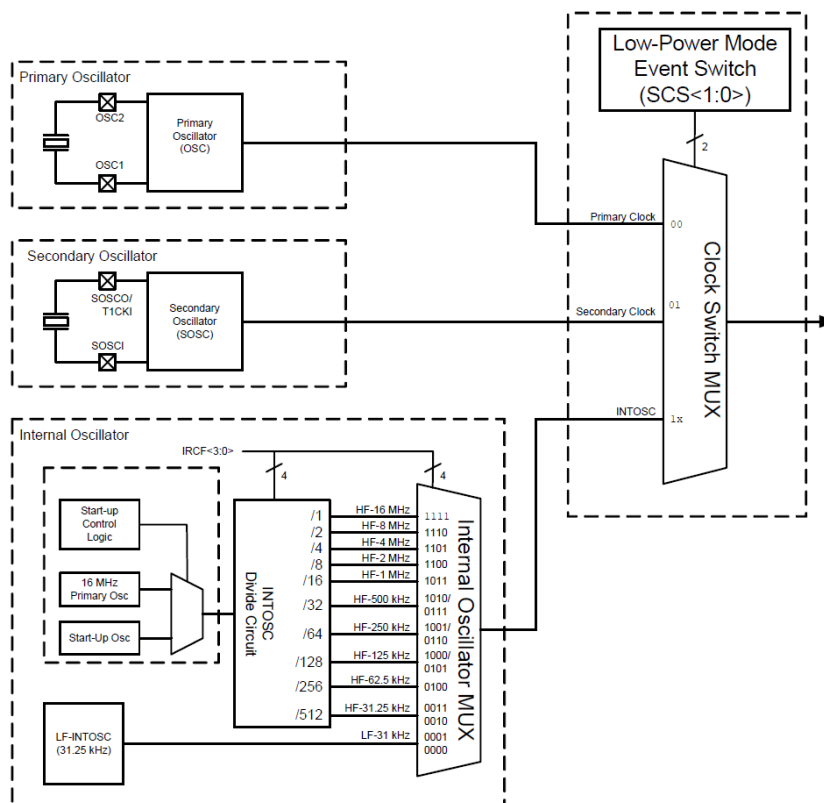 Low-Power Mode
Event Switch
(SCS<1:0>)
2
Primary Oscillator
OSC2
Primary
Oscillator
(OSC)
OSC1
Primary Clock
00
Clock Switch MUX
Secondary Oscillator
SOSCO/
T1CKI
Secondary
Oscillator
(SOSC)
SOSCI
Secondary Clock
01
INTOSC
1x
Internal Oscillator
IRCF<3:0>
4
4
Start-up
Control
Logic
16 MHz
Primary Osc
Start-Up Osc
INTOSC
Divide Circuit
/1
HF-16 MHz
1111
/2
HF-8 MHz
1110
/4
HF-4 MHz
1101
/8
HF-2 MHz
1100
/16
HF-1 MHz
1011
/32
HF-500 kHz
1010/
0111
/64
HF-250 kHz
1001/
0110
/128
HF-125 kHz
1000/
0101
/256
HF-62.5 kHz
0100
/512
HF-31.25 kHz
0011
0010
LF-31 kHz
0001
0000
Internal Oscillator MUX
LF-INTOSC
(31.25 kHz)